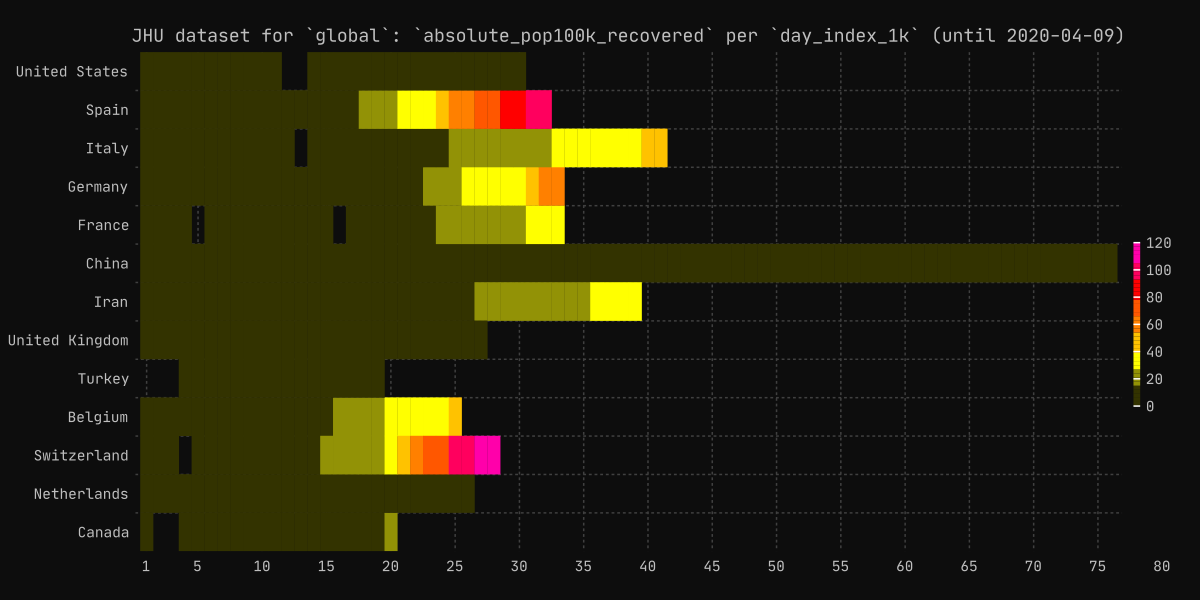 JHU dataset for `global`: `absolute_pop100k_recovered` per `day_index_1k` (until 2020-04-09)
United States
Spain
Italy
Germany
France
China
Iran
United Kingdom
Turkey
Belgium
Switzerland
Netherlands
Canada
1 5 10 15 20 25 30 35 40 45 50 55 60 65 70 75 80
120
100
80
60
40
20
0